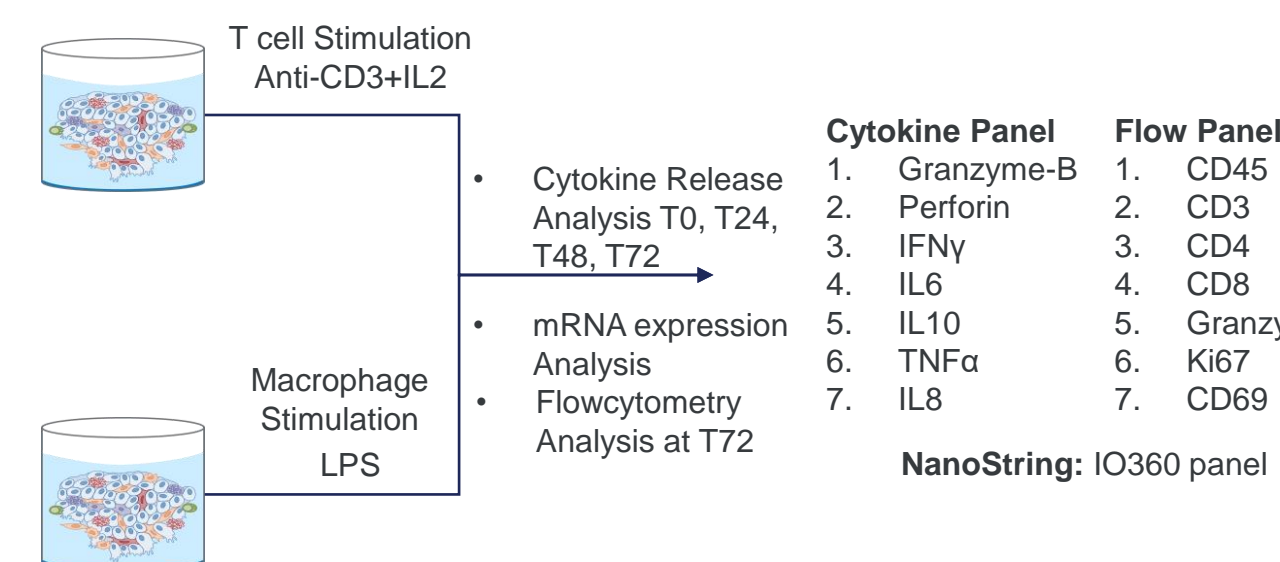 T cell Stimulation
Anti-CD3+IL2
• Cytokine Release
Analysis T0, T24,
T48, T72
• mRNA expression
Analysis
• Flowcytometry
Analysis at T72
Macrophage
Stimulation
LPS
Cytokine Panel
1. Granzyme-B
2. Perforin
3. IFNγ
4. IL6
5. IL10
6. TNFα
7. IL8
Flow Panel
1. CD45
2. CD3
3. CD4
4. CD8
5.
6. Ki67
7. CD69
NanoString: IO360 panel